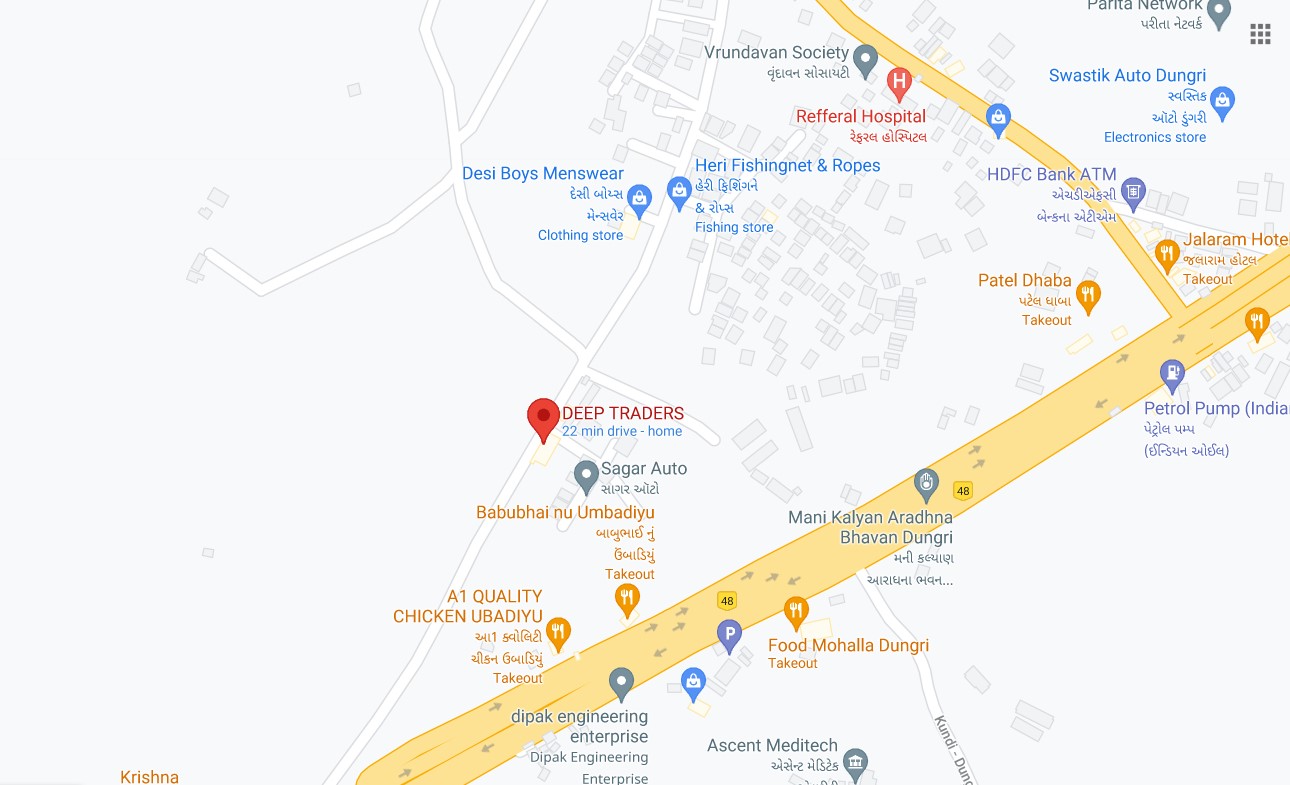 Parita Network
પરીતા નેટવર્ક
Vrundavan Society
વૃંદાવન સોસાયટી
H
Refferal Hospital
રેફરલ હોસ્પિટલ
Swastik Auto Dungri
સ્વસ્તિક
ઑટો ડુંગરી
Electronics store
Desi Boys Menswear
દેસી બોય્સ
મેન્સવેર
Clothing store
Heri Fishingnet & Ropes
હેરી ફિશિંગને
& રોપ્સ
Fishing store
HDFC Bank ATM
એચડીએફસી
બેન્કના એટીએમ
Jalaram Hotel
જલારામ હોટલ
Takeout
Patel Dhaba
પટેલ ધાબા
Takeout
Petrol Pump (India
પેટ્રોલ પમ્પ
(ઈન્ડિયન ઓઈલ)
DEEP TRADERS
22 min drive - home
Sagar Auto
સાગર ઑટો
48
Babubhai nu Umbadiyu
બાબુભાઈ નું
ઉંબાડિયું
Takeout
Mani Kalyan Aradhna
Bhavan Dungri
મની કલ્યાણ
આરાધના ભવન...
A1 QUALITY
CHICKEN UBADIYU
આ1 ક્વોલિટી
ચીકન ઉબાડિયું
Takeout
48
P
Food Mohalla Dungri
Takeout
dipak engineering
enterprise
Dipak Engineering
Enterprise
Ascent Meditech
એસેન્ટ મેડિટેક
Kundi - Dung
Krishna